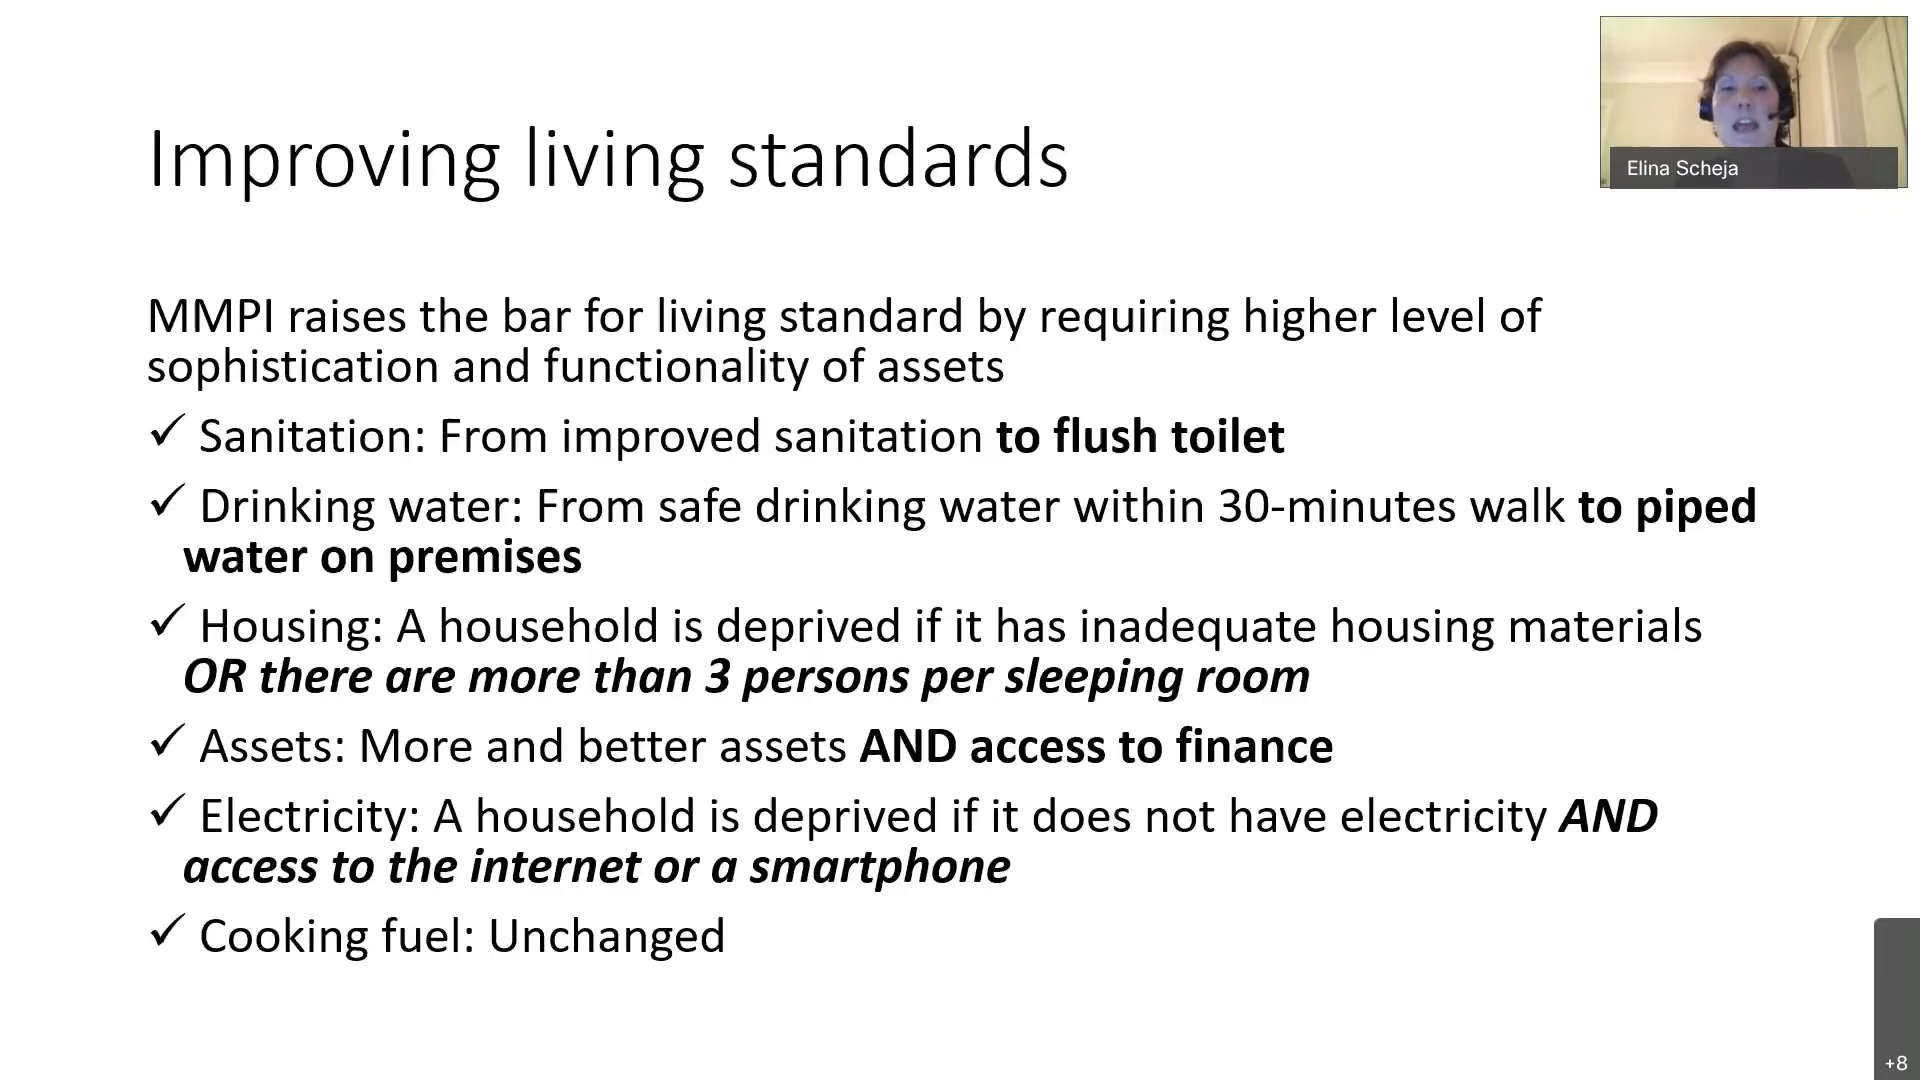 Elina Scheja
Improving living standards
MMPI raises the bar for living standard by requiring higher level of
sophistication and functionality of assets
✓ Sanitation: From improved sanitation to flush toilet
✓ Drinking water: From safe drinking water within 30-minutes walk to piped
water on premises
✓ Housing: A household is deprived if it has inadequate housing materials
OR there are more than 3 persons per sleeping room
✓ Assets: More and better assets AND access to finance
✓ Electricity: A household is deprived if it does not have electricity AND
access to the internet or a smartphone
✓ Cooking fuel: Unchanged
+8